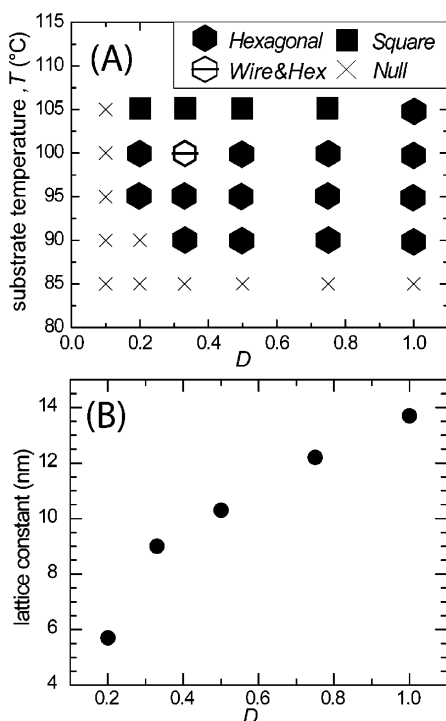 (A)
Hexagonal
Square
Wire&Hex
Null
substrate temperature , T (°C)
115
110
105
100
95
90
85
80
0.0 0.2 0.4 0.6 0.8 1.0
D
(B)
lattice constant (nm)
14
12
10
8
6
4
0.2 0.4 0.6 0.8 1.0
D